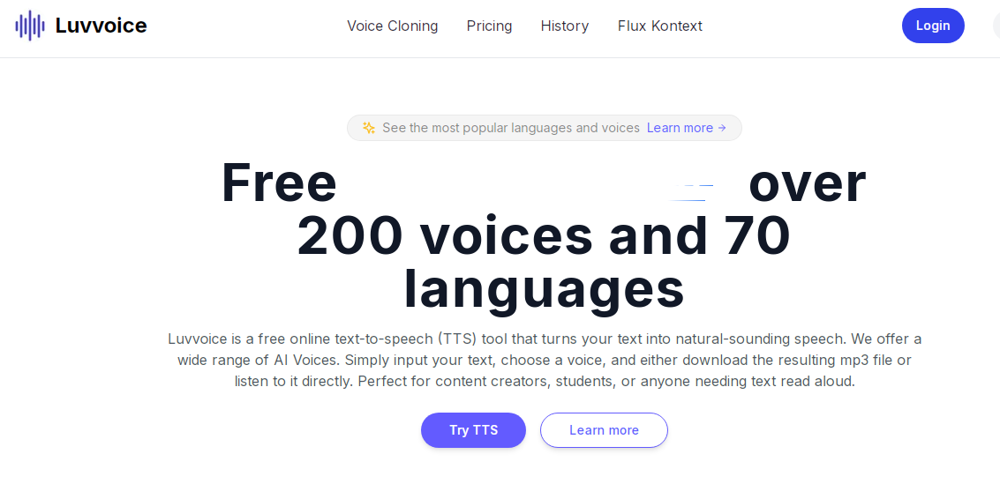 Luvvoice
Voice Cloning Pricing History Flux Kontext
Login
See the most popular languages and voices Learn more →
Free over
200 voices and 70
languages
Luvvoice is a free online text-to-speech (TTS) tool that turns your text into natural-sounding speech. We offer a
wide range of AI Voices. Simply input your text, choose a voice, and either download the resulting mp3 file or
listen to it directly. Perfect for content creators, students, or anyone needing text read aloud.
Try TTS
Learn more